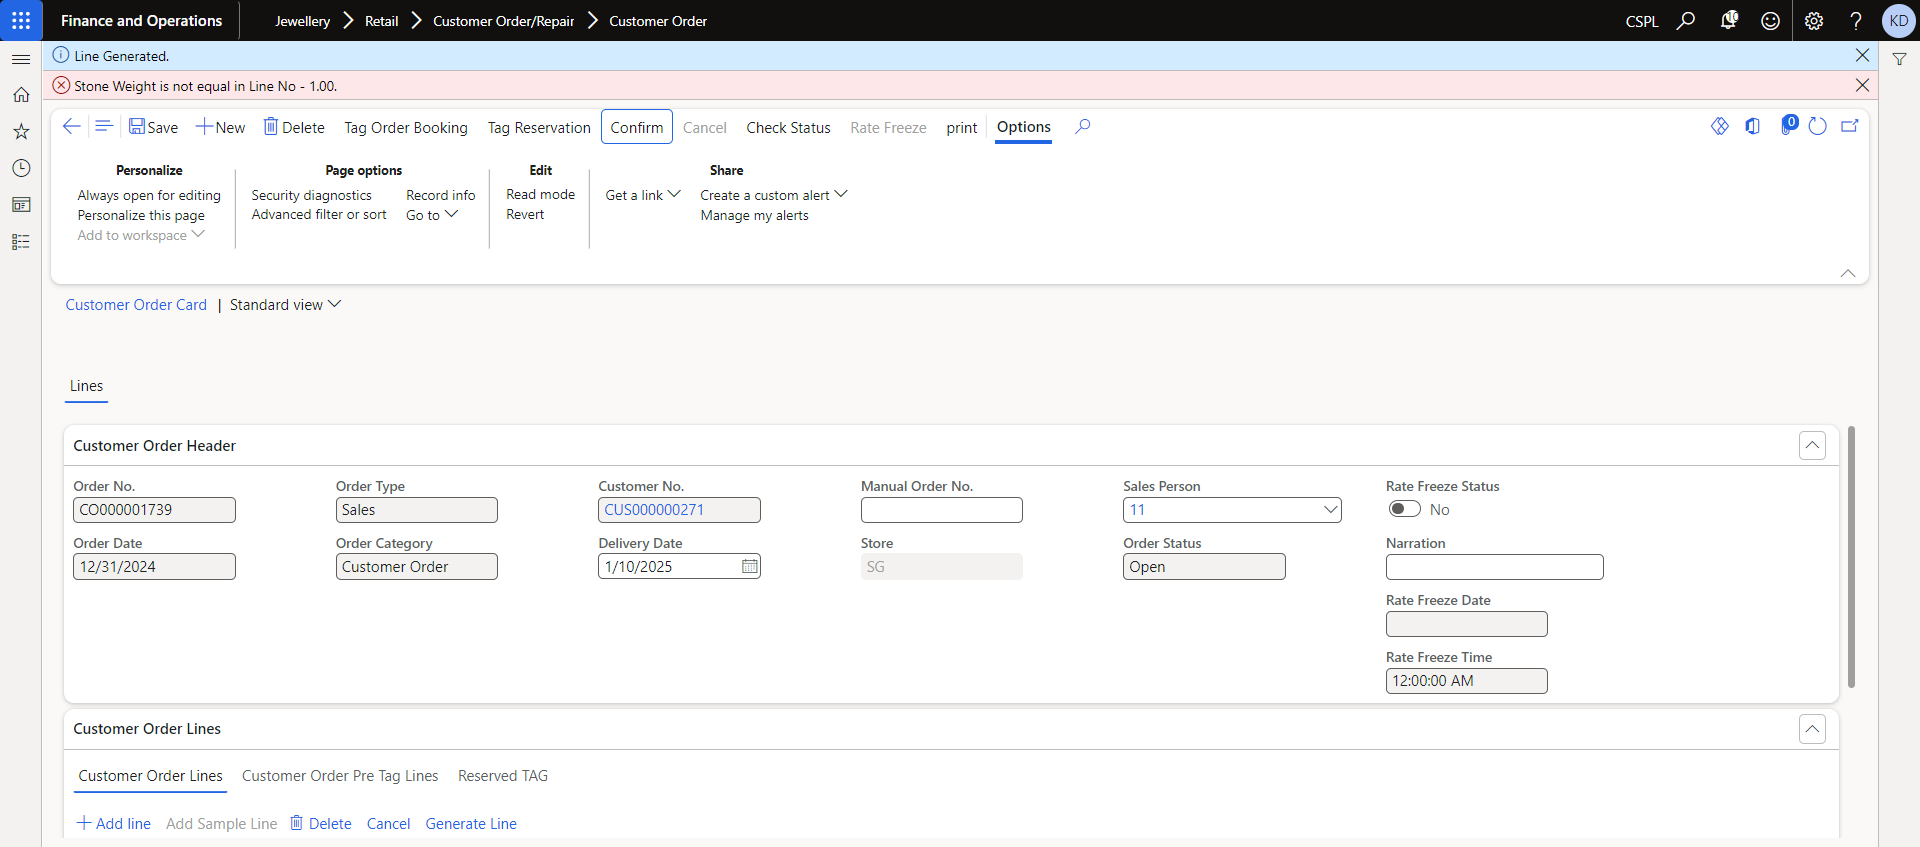 Finance and Operations
Jewellery > Retail > Customer Order/Repair > Customer Order
CSPL
10
KD
Line Generated.
Stone Weight is not equal in Line No - 1.00.
Save
New
Delete
Tag Order Booking
Tag Reservation
Confirm
Cancel
Check Status
Rate Freeze
print
Options
0
Personalize
Always open for editing
Personalize this page
Add to workspace
Page options
Security diagnostics
Advanced filter or sort
Record info
Go to
Edit
Read mode
Revert
Get a link
Share
Create a custom alert
Manage my alerts
Customer Order Card | Standard view
Lines
Customer Order Header
Order No.
CO000001739
Order Date
12/31/2024
Order Type
Sales
Order Category
Customer Order
Customer No.
CUS000000271
Delivery Date
1/10/2025
Manual Order No.
Store
SG
Sales Person
11
Order Status
Open
Rate Freeze Status
No
Narration
Rate Freeze Date
Rate Freeze Time
12:00:00 AM
Customer Order Lines
Customer Order Lines
Customer Order Pre Tag Lines
Reserved TAG
Add line
Add Sample Line
Delete
Cancel
Generate Line